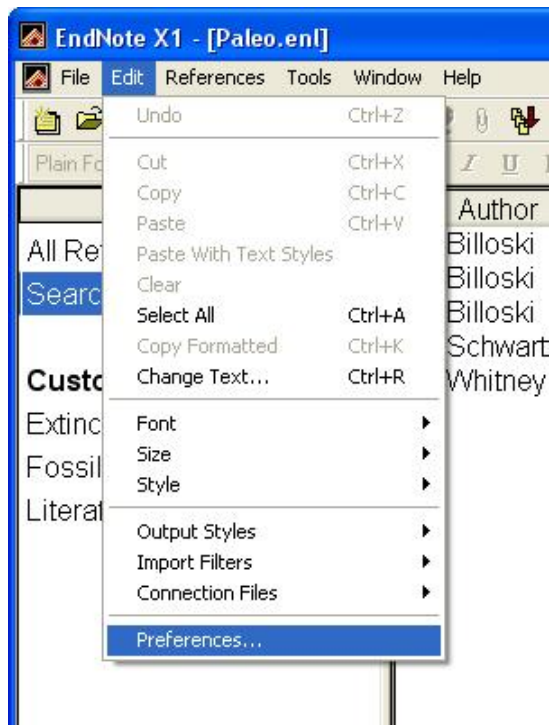 EndNote X1 - [Paleo.enl]
File Edit References Tools Window Help
Plain Fo
I U
Undo Ctrl+Z
Cut Ctrl+X
Copy Ctrl+C
Paste Ctrl+V
Paste With Text Styles
Clear
Select All Ctrl+A
Copy Formatted Ctrl+K
Change Text... Ctrl+R
Font
Size
Style
Output Styles
Import Filters
Connection Files
Preferences...
All Re
Searc
Custo
Extinc
Fossil
Literat
Author
Billoski
Billoski
Billoski
Schwart
Whitney